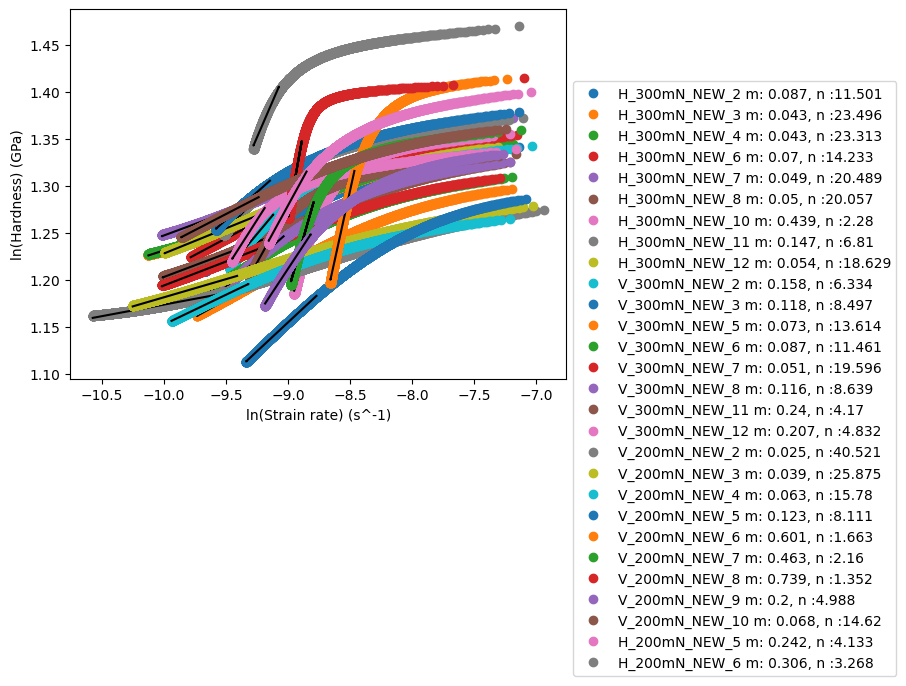 1.45
1.40
1.35
1.30
1.25
1.20
1.15
1.10
ln(Hardness) (GPa)
−10.5 −10.0 −9.5 −9.0 −8.5 −8.0 −7.5 −7.0
ln(Strain rate) (s^-1)
H_300mN_NEW_2 m: 0.087, n :11.501
H_300mN_NEW_3 m: 0.043, n :23.496
H_300mN_NEW_4 m: 0.043, n :23.313
H_300mN_NEW_6 m: 0.07, n :14.233
H_300mN_NEW_7 m: 0.049, n :20.489
H_300mN_NEW_8 m: 0.05, n :20.057
H_300mN_NEW_10 m: 0.439, n :2.28
H_300mN_NEW_11 m: 0.147, n :6.81
H_300mN_NEW_12 m: 0.054, n :18.629
V_300mN_NEW_2 m: 0.158, n :6.334
V_300mN_NEW_3 m: 0.118, n :8.497
V_300mN_NEW_5 m: 0.073, n :13.614
V_300mN_NEW_6 m: 0.087, n :11.461
V_300mN_NEW_7 m: 0.051, n :19.596
V_300mN_NEW_8 m: 0.116, n :8.639
V_300mN_NEW_11 m: 0.24, n :4.17
V_300mN_NEW_12 m: 0.207, n :4.832
V_200mN_NEW_2 m: 0.025, n :40.521
V_200mN_NEW_3 m: 0.039, n :25.875
V_200mN_NEW_4 m: 0.063, n :15.78
V_200mN_NEW_5 m: 0.123, n :8.111
V_200mN_NEW_6 m: 0.601, n :1.663
V_200mN_NEW_7 m: 0.463, n :2.16
V_200mN_NEW_8 m: 0.739, n :1.352
V_200mN_NEW_9 m: 0.2, n :4.988
V_200mN_NEW_10 m: 0.068, n :14.62
H_200mN_NEW_5 m: 0.242, n :4.133
H_200mN_NEW_6 m: 0.306, n :3.268